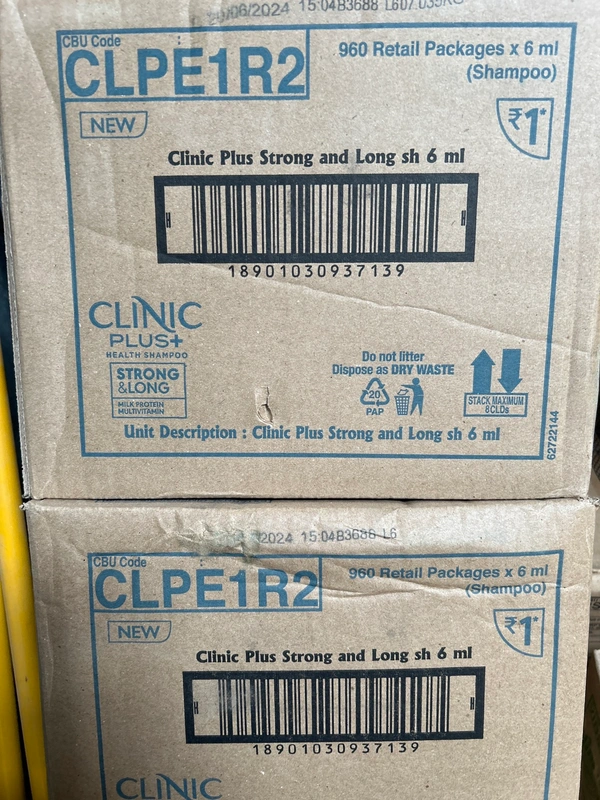 06/2024 15:04B3688 L6
CBU Code
CLPE1R2
960 Retail Packages x 6 ml
(Shampoo)
NEW
₹1*
Clinic Plus Strong and Long sh 6 ml
18901030937139
CLINIC
PLUS+
HEALTH SHAMPOO
STRONG
&LONG
MILK PROTEIN
MULTIVITAMIN
Do not litter
Dispose as DRY WASTE
20
PAP
STACK MAXIMUM
8CLDs
Unit Description : Clinic Plus Strong and Long sh 6 ml
62722144
2024 15:04B3688 L6
CBU Code
CLPE1R2
960 Retail Packages x 6 ml
(Shampoo)
NEW
₹1*
Clinic Plus Strong and Long sh 6 ml
18901030937139
CLINIC